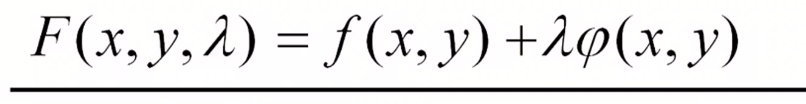 F(x, y, λ) = f(x, y) + λφ(x, y)